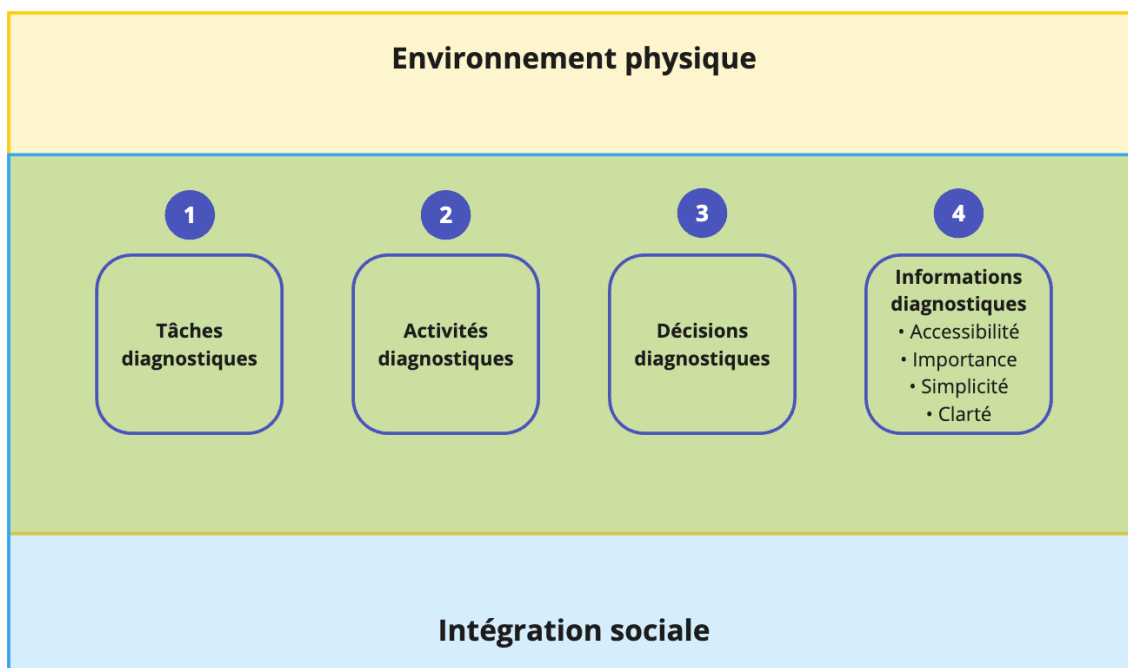 Environnement physique
1
Tâches
diagnostiques
2
Activités
diagnostiques
3
Décisions
diagnostiques
4
Informations
diagnostiques
• Accessibilité
• Importance
• Simplicité
• Clarté
Intégration sociale